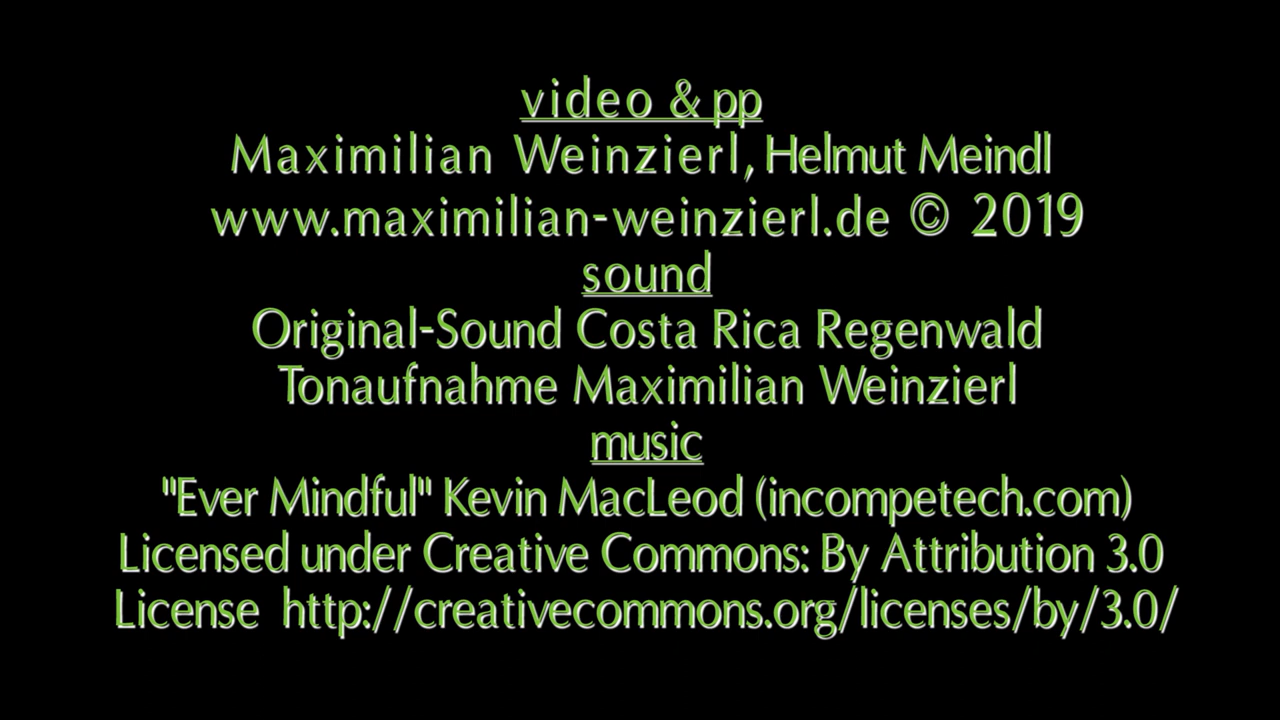 video & pp
Maximilian Weinzierl, Helmut Meindl
www.maximilian-weinzierl.de © 2019
sound
Original-Sound Costa Rica Regenwald
Tonaufnahme Maximilian Weinzierl
music
"Ever Mindful" Kevin MacLeod (incompetech.com)
Licensed under Creative Commons: By Attribution 3.0
License http://creativecommons.org/licenses/by/3.0/